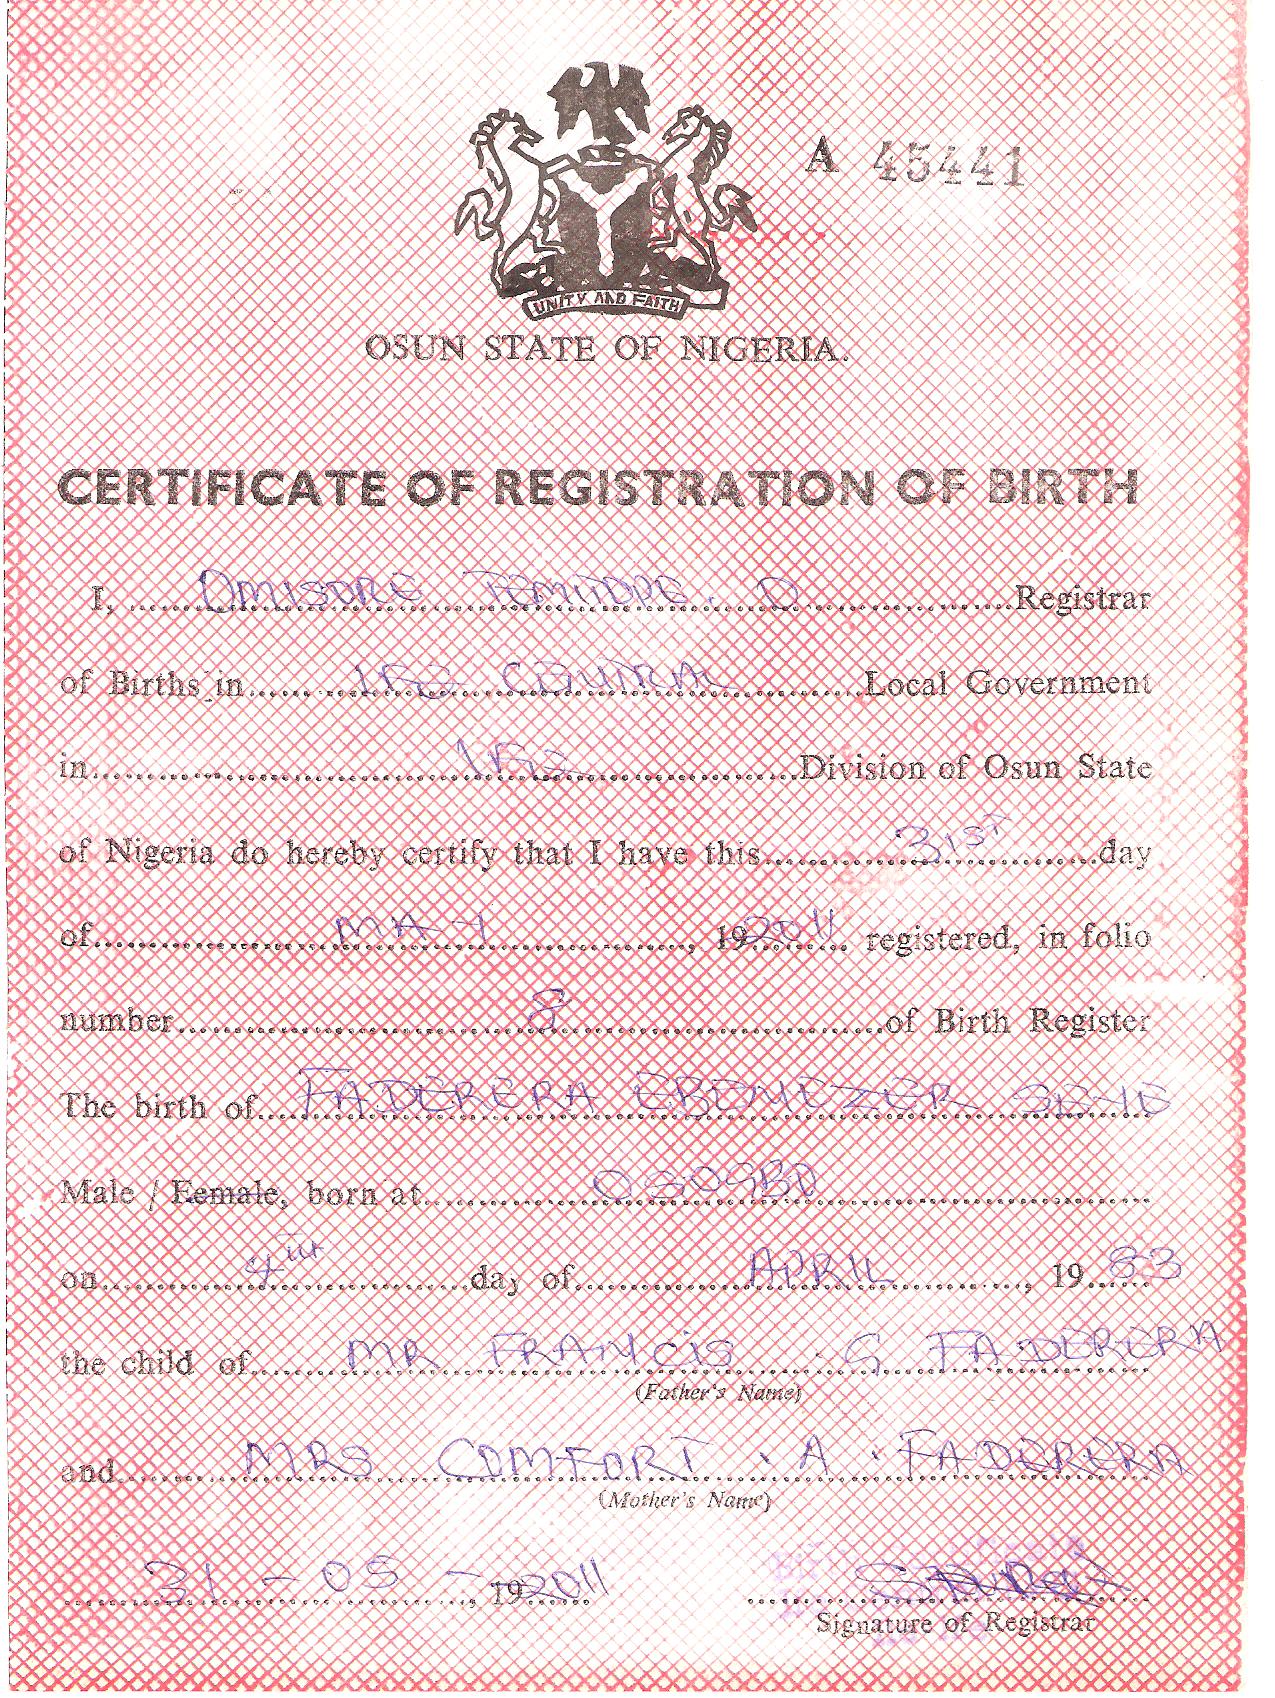 A 45441
UNITY AND FAITH
OSUN STATE OF NIGERIA.
CERTIFICATE OF REGISTRATION OF BIRTH
I, OMISORE TEMITOPE. O Registrar
of Births in IFE CENTRAL Local Government
in IFE Division of Osun State
of Nigeria do hereby certify that I have this 31st day
of MAY, 192011 registered, in folio
number 8 of Birth Register
The birth of FADERERA EBENEZER SEYE
Male / Female, born at OSOGBO
on 4TH day of APRIL, 1983
the child of MR FRANCIS . G FADERERA
(Father's Name)
and MRS COMFORT . A . FADERERA
(Mother's Name)
31 - 05 - , 192011
Signature of Registrar